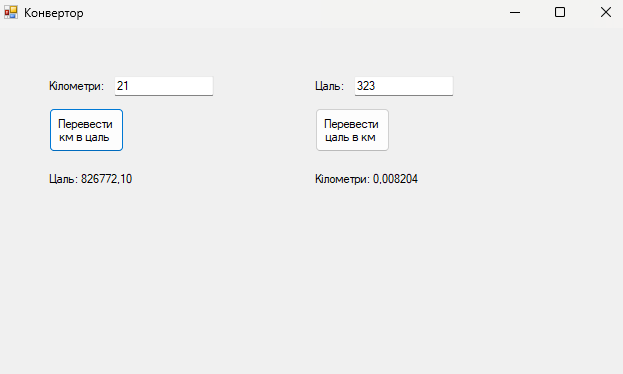 Конвертор
Кілометри: 21
Цаль: 323
Перевести
км в цаль
Перевести
цаль в км
Цаль: 826772,10
Кілометри: 0,008204